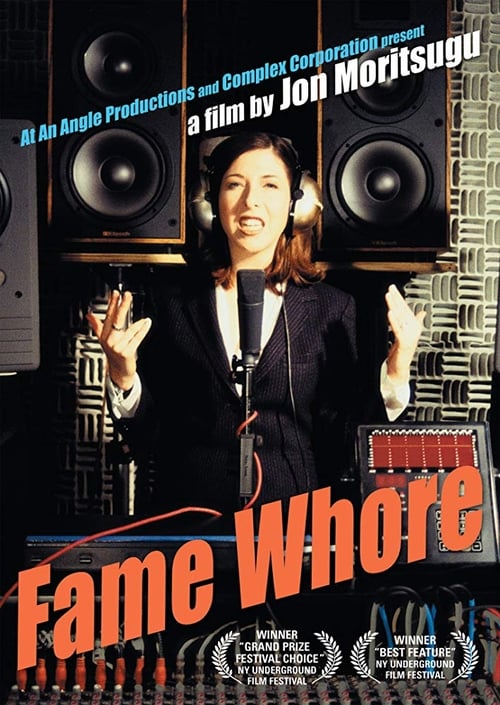 At An Angle Productions and Complex Corporation present
a film by Jon Moritsugu
Klipsch
Fame Whore
WINNER
"GRAND PRIZE
FESTIVAL CHOICE"
NY UNDERGROUND
FILM FESTIVAL
WINNER
"BEST FEATURE"
NY UNDERGROUND
FILM FESTIVAL